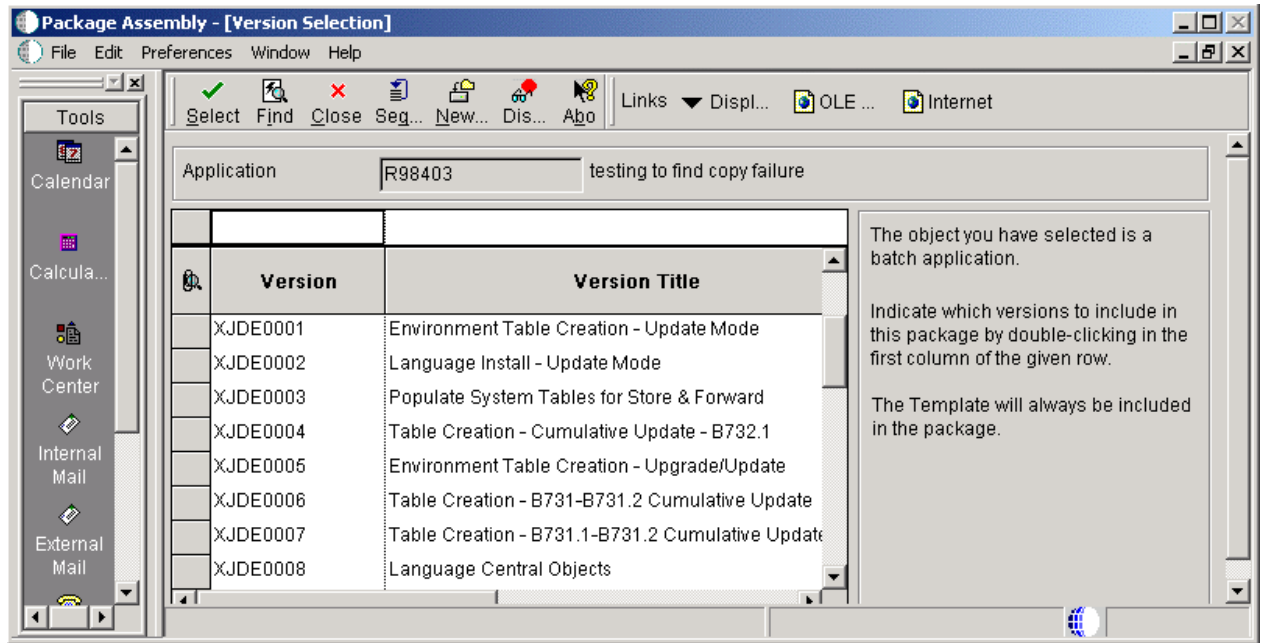 Package Assembly - [Version Selection]
File Edit Preferences Window Help
Tools
Calendar
Calcula...
Work
Center
Internal
Mail
External
Mail
Select Find Close Seq... New... Dis... Abo Links Displ... OLE ... Internet
Application R98403 testing to find copy failure
Version Version Title
XJDE0001 Environment Table Creation - Update Mode
XJDE0002 Language Install - Update Mode
XJDE0003 Populate System Tables for Store & Forward
XJDE0004 Table Creation - Cumulative Update - B732.1
XJDE0005 Environment Table Creation - Upgrade/Update
XJDE0006 Table Creation - B731-B731.2 Cumulative Update
XJDE0007 Table Creation - B731.1-B731.2 Cumulative Update
XJDE0008 Language Central Objects
The object you have selected is a
batch application.
Indicate which versions to include in
this package by double-clicking in the
first column of the given row.
The Template will always be included
in the package.